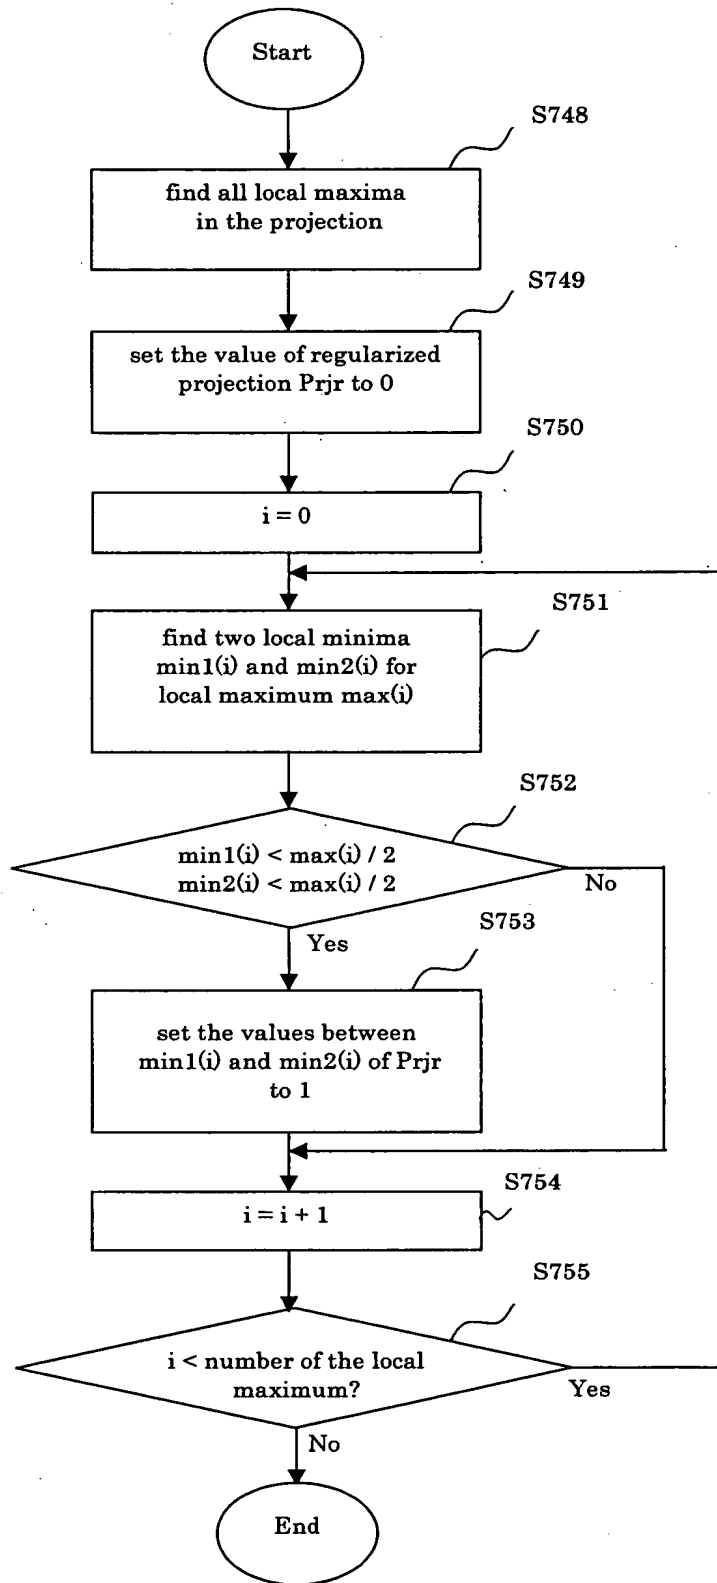 Start
S748
find all local maxima
in the projection
S749
set the value of regularized
projection Prjr to 0
S750
i = 0
S751
find two local minima
min1(i) and min2(i) for
local maximum max(i)
S752
min1(i) < max(i) / 2
min2(i) < max(i) / 2
No
Yes
S753
set the values between
min1(i) and min2(i) of Prjr
to 1
S754
i = i + 1
S755
i < number of the local
maximum?
Yes
No
End